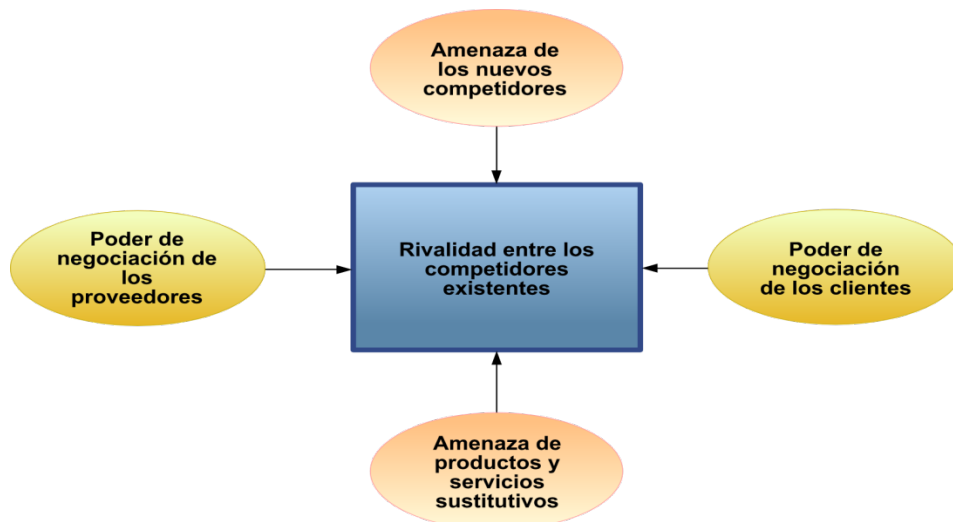 Amenaza de
los nuevos
competidores
Poder de
negociación de
los
proveedores
Rivalidad entre los
competidores
existentes
Poder de
negociación
de los clientes
Amenaza de
productos y
servicios
sustitutivos